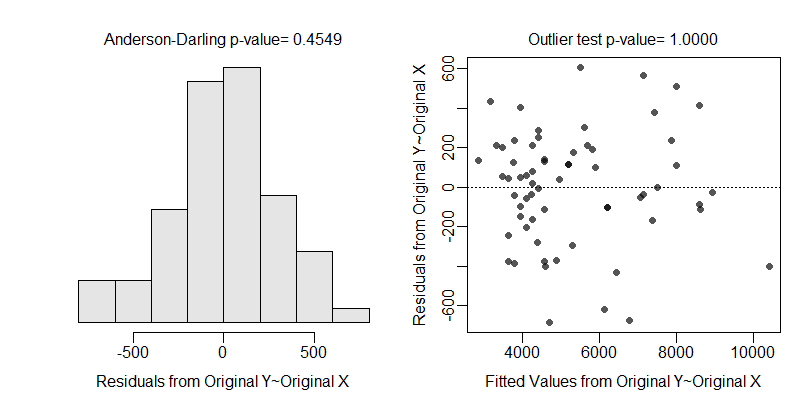 Anderson-Darling p-value= 0.4549
-500 0 500
Residuals from Original Y~Original X
Outlier test p-value= 1.0000
Residuals from Original Y~Original X
600
200
0
-200
-600
4000 6000 8000 10000
Fitted Values from Original Y~Original X